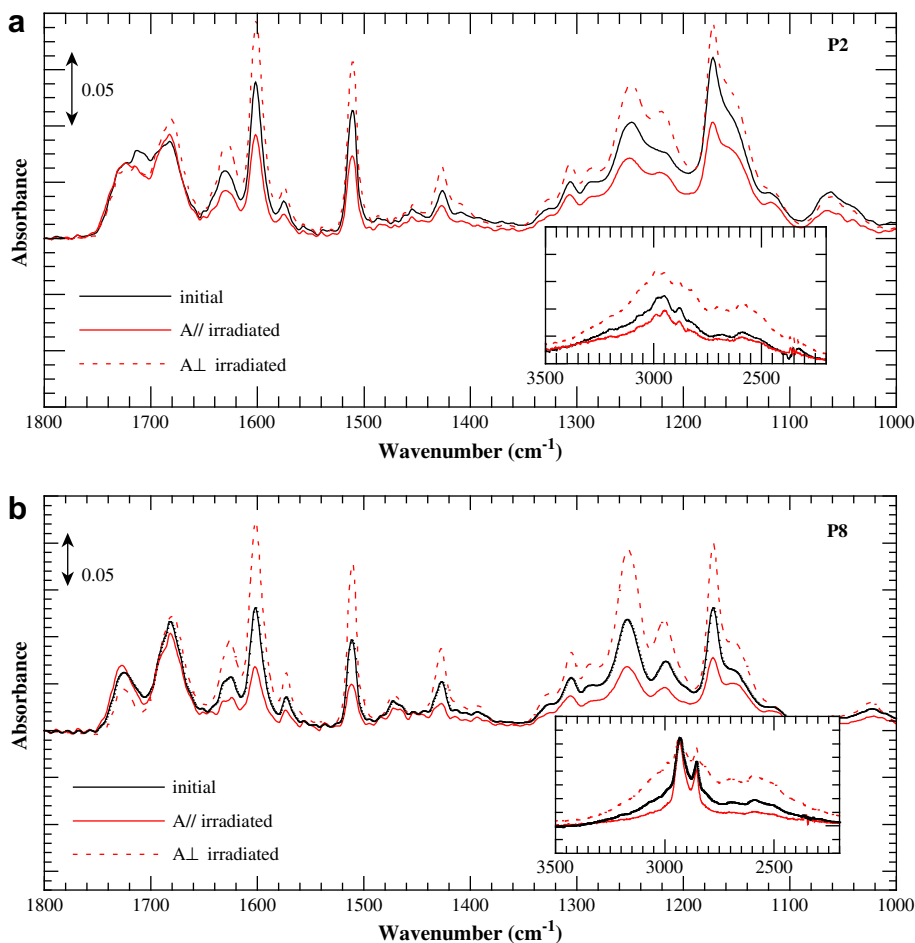 a
P2
0.05
Absorbance
initial
A// irradiated
A⊥ irradiated
3500 3000 2500
1800 1700 1600 1500 1400 1300 1200 1100 1000
Wavenumber (cm-1)
b
P8
0.05
Absorbance
initial
A// irradiated
A⊥ irradiated
3500 3000 2500
1800 1700 1600 1500 1400 1300 1200 1100 1000
Wavenumber (cm-1)